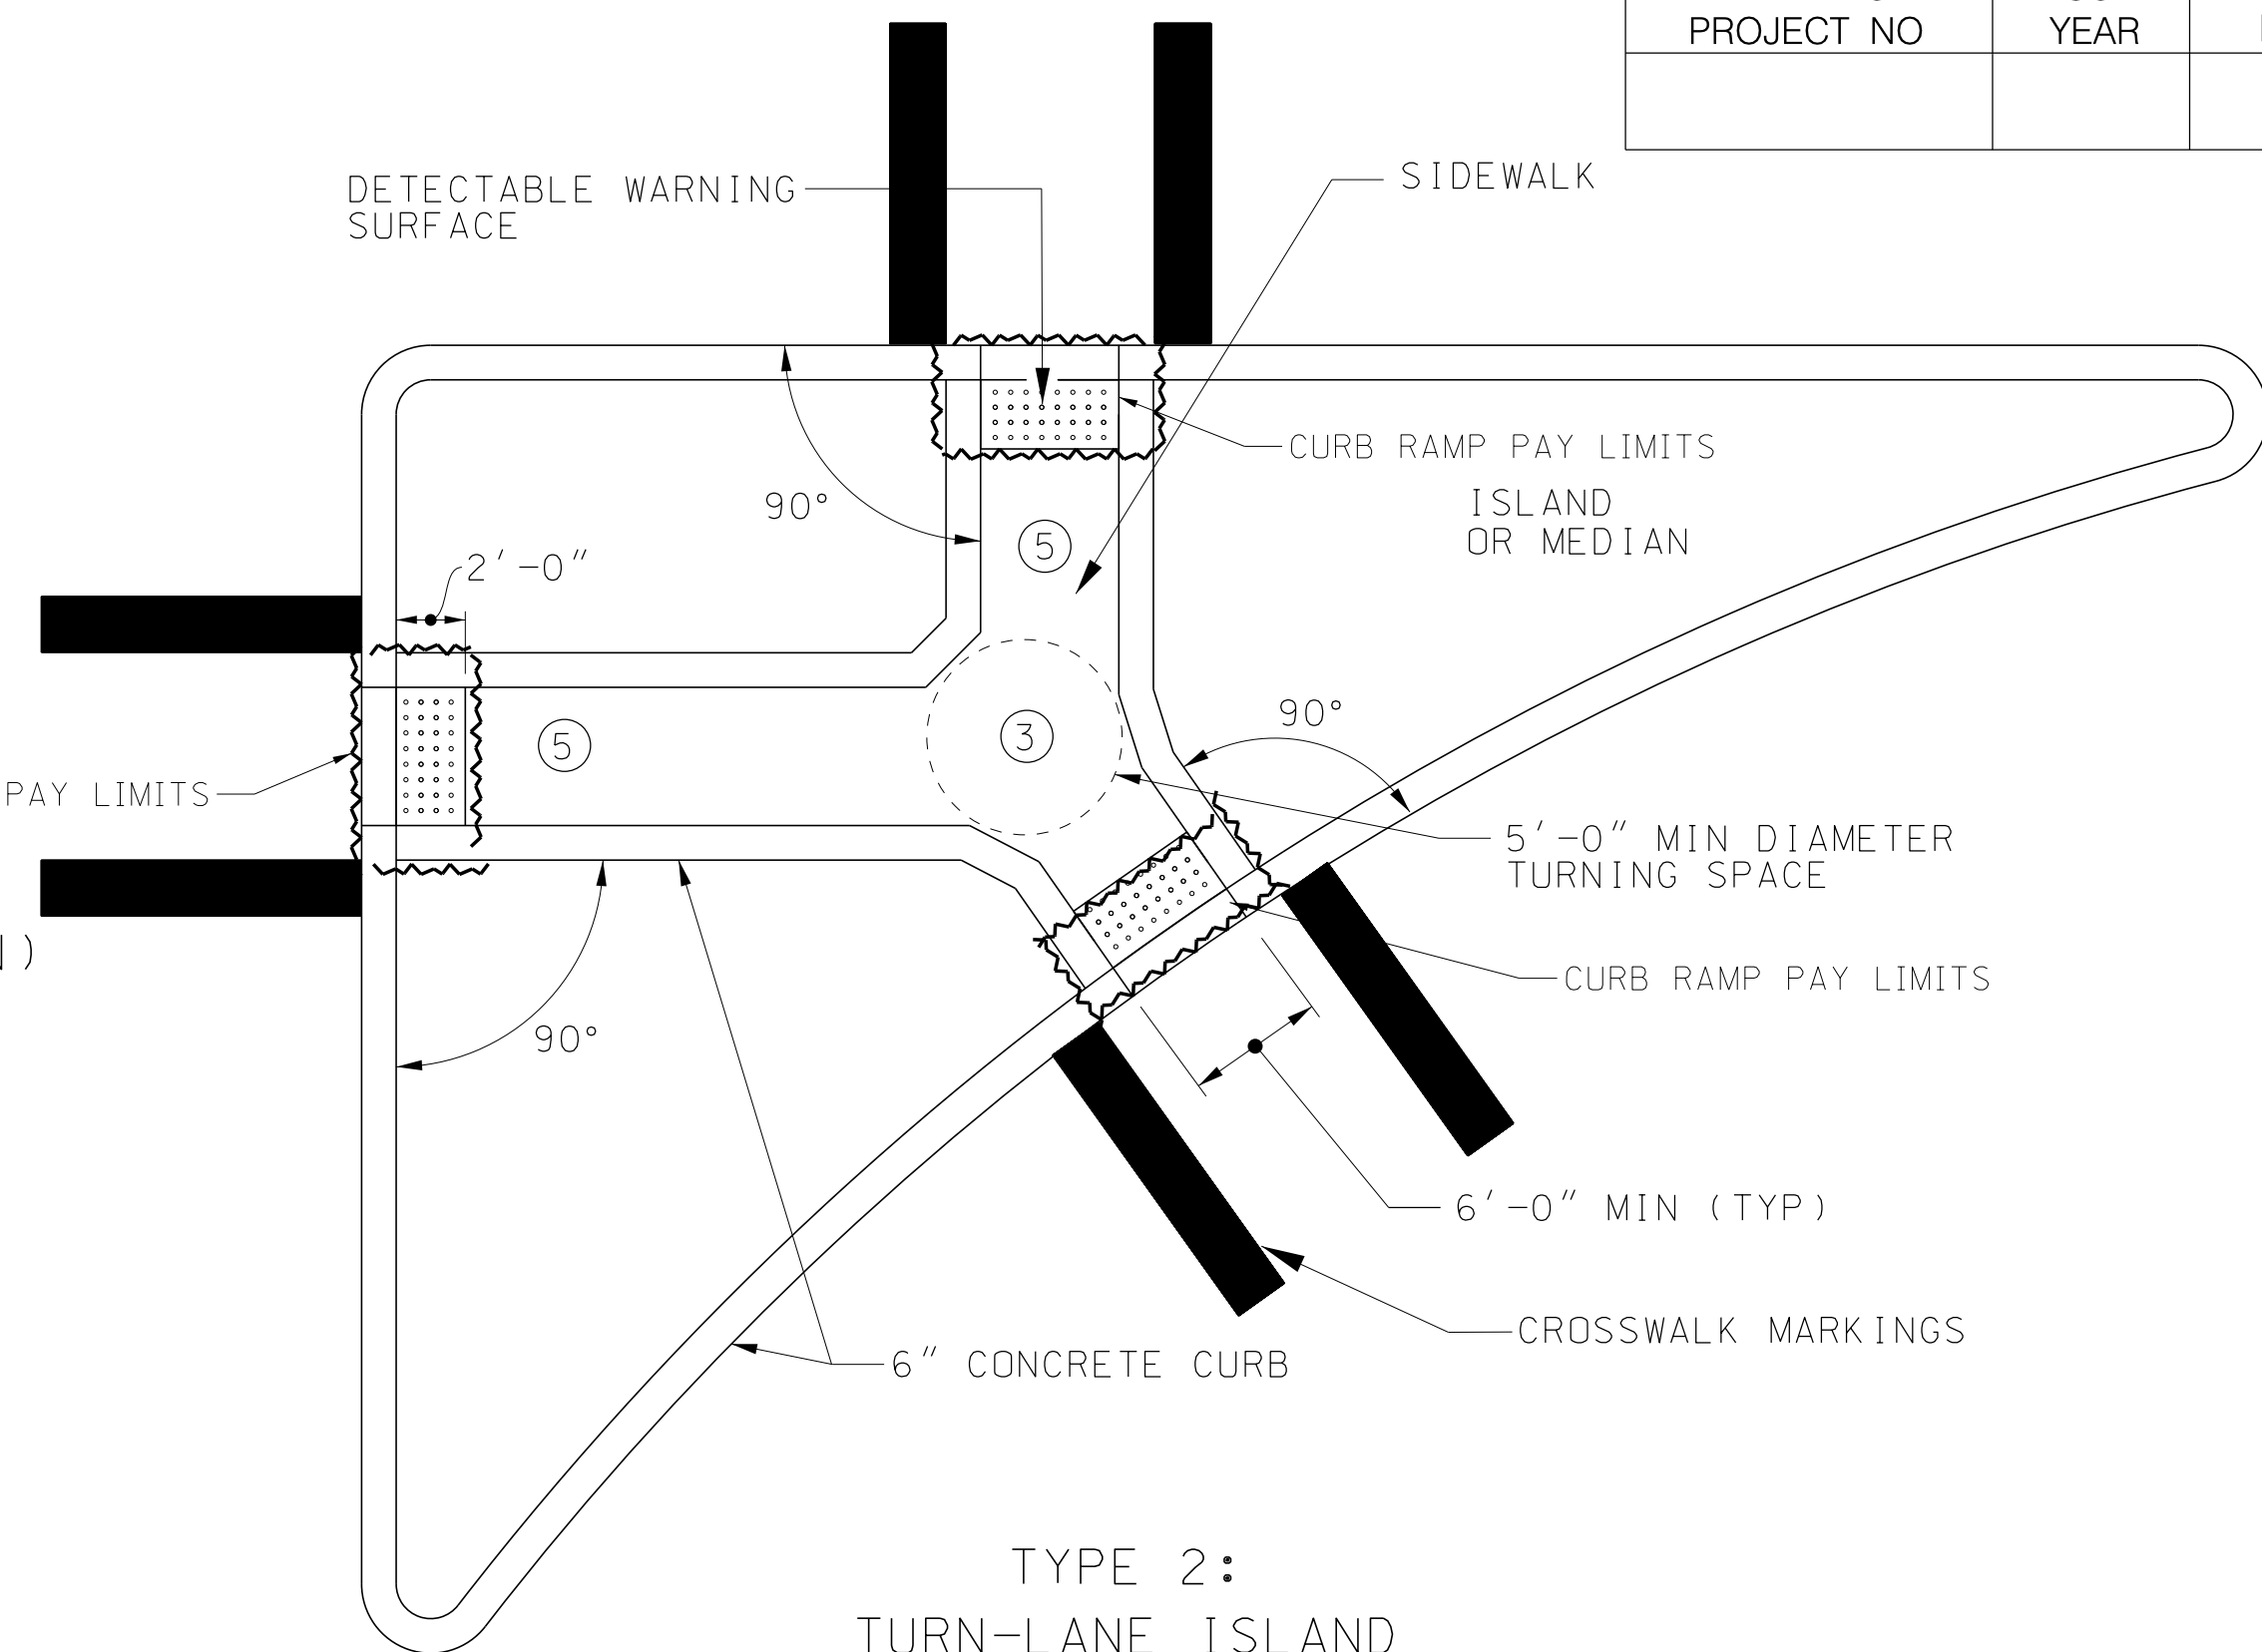 PROJECT NO YEAR
DETECTABLE WARNING
SURFACE
SIDEWALK
CURB RAMP PAY LIMITS
ISLAND
OR MEDIAN
90°
5
2'-0"
90°
3
5
PAY LIMITS
5'-0" MIN DIAMETER
TURNING SPACE
)
CURB RAMP PAY LIMITS
90°
6'-0" MIN (TYP)
CROSSWALK MARKINGS
6" CONCRETE CURB
TYPE 2:
TURN-LANE ISLAND